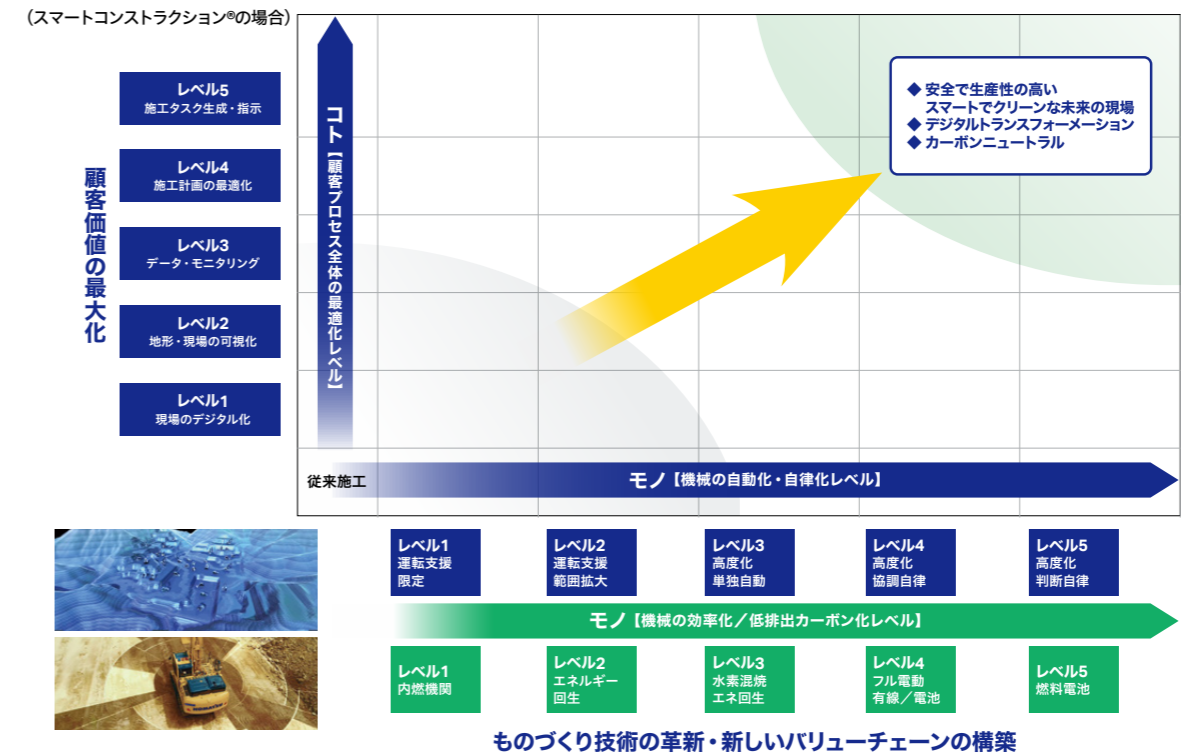 （スマートコンストラクション®の場合）
レベル5
施工タスク生成・指示
レベル4
施工計画の最適化
レベル3
データ・モニタリング
レベル2
地形・現場の可視化
レベル1
現場のデジタル化
顧客価値の最大化
コト【顧客プロセス全体の最適化レベル】
◆ 安全で生産性の高い
スマートでクリーンな未来の現場
◆ デジタルトランスフォーメーション
◆ カーボンニュートラル
従来施工
モノ【機械の自動化・自律化レベル】
レベル1
運転支援
限定
レベル2
運転支援
範囲拡大
レベル3
高度化
単独自動
レベル4
高度化
協調自律
レベル5
高度化
判断自律
モノ【機械の効率化／低排出カーボン化レベル】
レベル1
内燃機関
レベル2
エネルギー
回生
レベル3
水素混焼
エネ回生
レベル4
フル電動
有線／電池
レベル5
燃料電池
ものづくり技術の革新・新しいバリューチェーンの構築